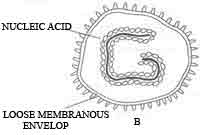 NUCLEIC ACID
LOOSE MEMBRANOUS
ENVELOP
B